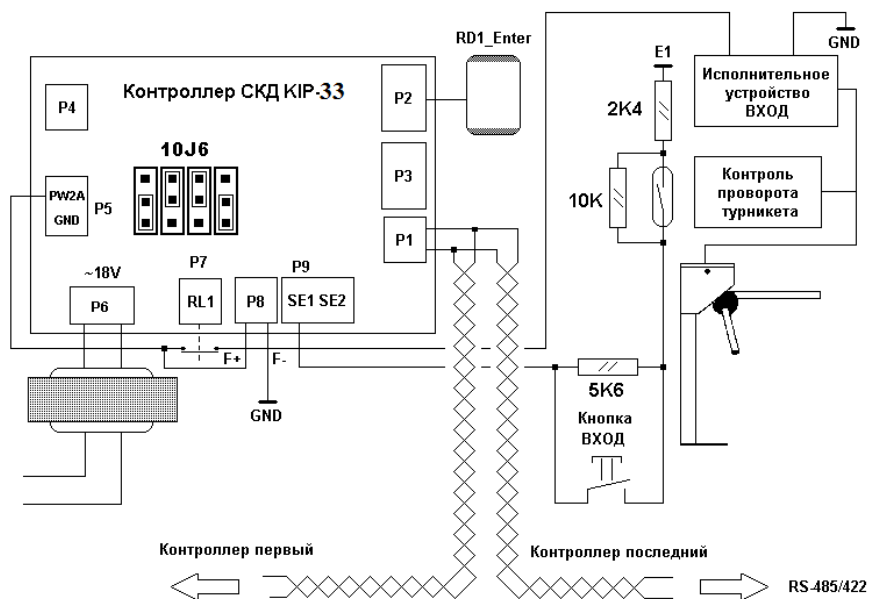 RD1_Enter
GND
E1
Контроллер СКД KIP-33
P4
P2
Исполнительное
устройство
ВХОД
2K4
10J6
P3
10K
Контроль
проворота
турникета
PW2A
GND
P5
P1
P7
P9
~18V
P6
RL1
P8
SE1 SE2
F+
F-
GND
5K6
Кнопка
ВХОД
Контроллер первый
Контроллер последний
RS-485/422